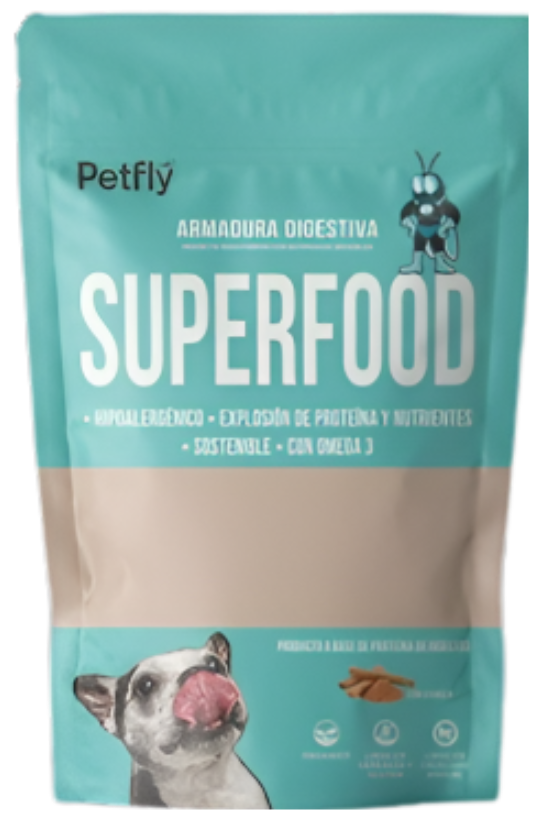 Petfly
ARMADURA DIGESTIVA
SUPERFOOD
• HIPOALERGÉNICO • EXPLOSIÓN DE PROTEÍNA Y NUTRIENTES
• SOSTENIBLE • CON OMEGA 3
PRODUCTO A BASE DE PROTEÍNA DE INSECTOS
ORGÁNICO